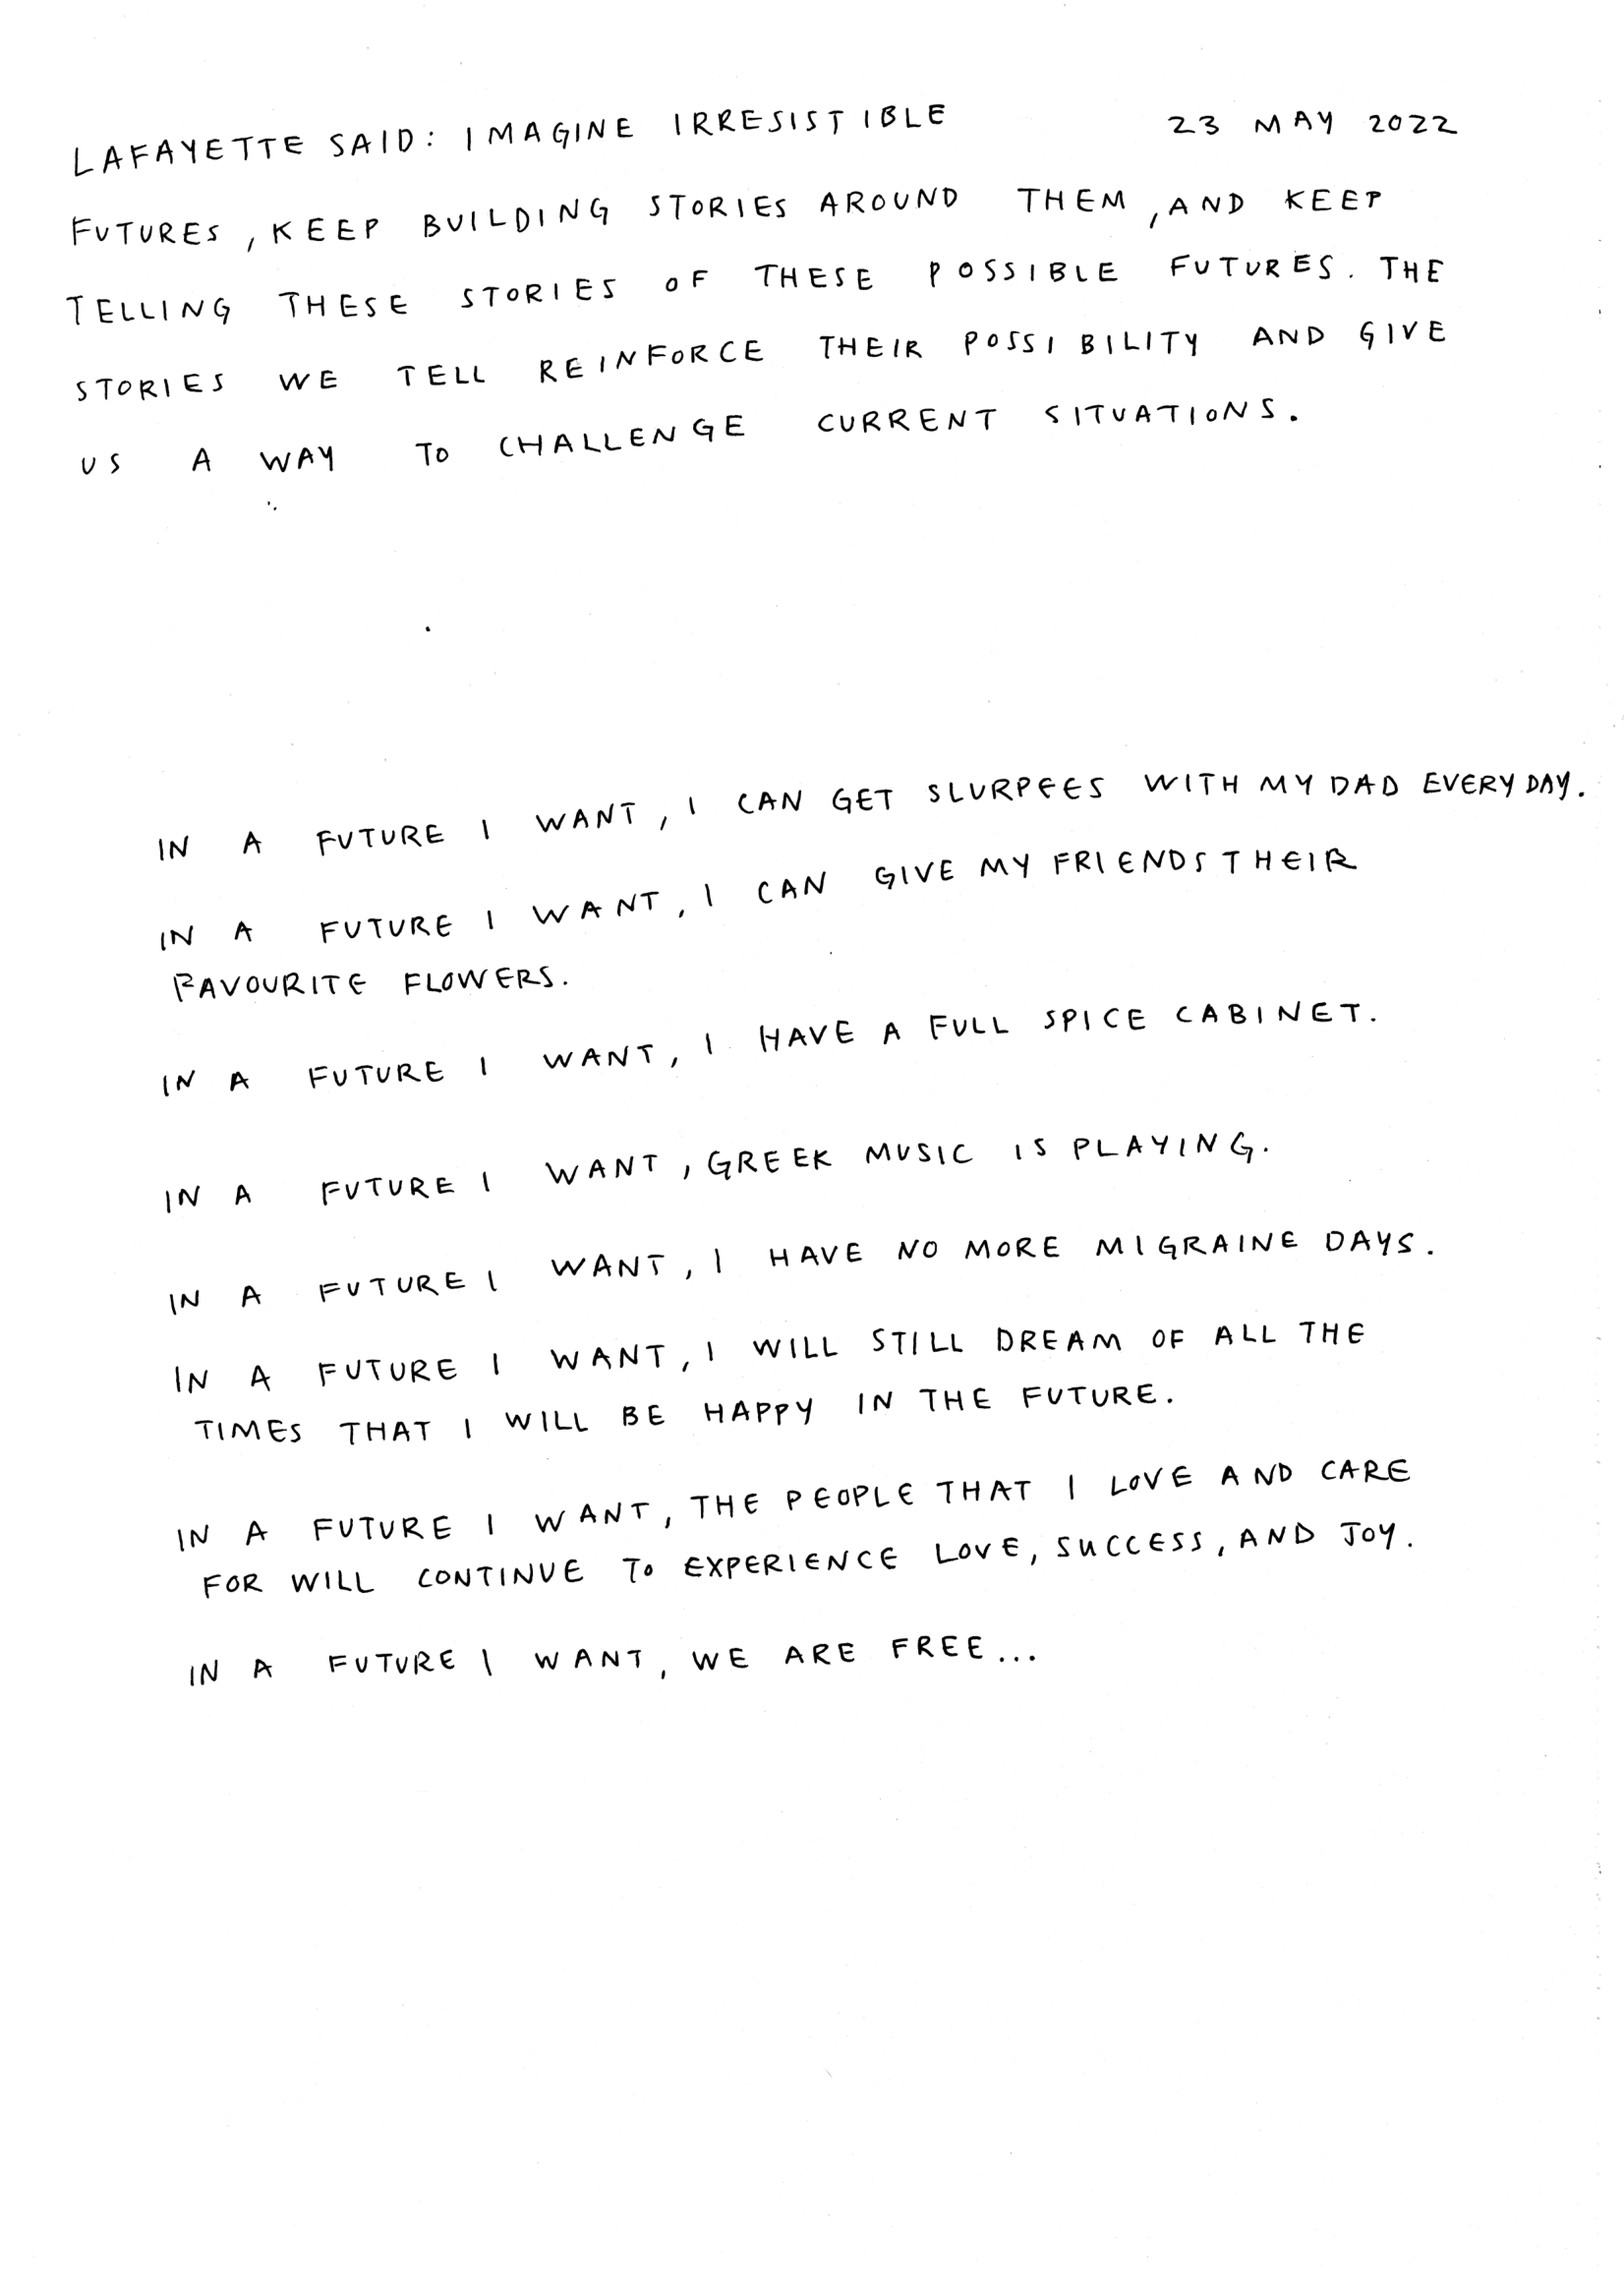 LAFAYETTE SAID: IMAGINE IRRESISTIBLE 23 MAY 2022
FUTURES, KEEP BUILDING STORIES AROUND THEM, AND KEEP
TELLING THESE STORIES OF THESE POSSIBLE FUTURES. THE
STORIES WE TELL REINFORCE THEIR POSSIBILITY AND GIVE
US A WAY TO CHALLENGE CURRENT SITUATIONS.
IN A FUTURE I WANT, I CAN GET SLURPEES WITH MY DAD EVERY DAY.
IN A FUTURE I WANT, I CAN GIVE MY FRIENDS THEIR
FAVOURITE FLOWERS.
IN A FUTURE I WANT, I HAVE A FULL SPICE CABINET.
IN A FUTURE I WANT, GREEK MUSIC IS PLAYING.
IN A FUTURE I WANT, I HAVE NO MORE MIGRAINE DAYS.
IN A FUTURE I WANT, I WILL STILL DREAM OF ALL THE
TIMES THAT I WILL BE HAPPY IN THE FUTURE.
IN A FUTURE I WANT, THE PEOPLE THAT I LOVE AND CARE
FOR WILL CONTINUE TO EXPERIENCE LOVE, SUCCESS, AND JOY.
IN A FUTURE I WANT, WE ARE FREE...